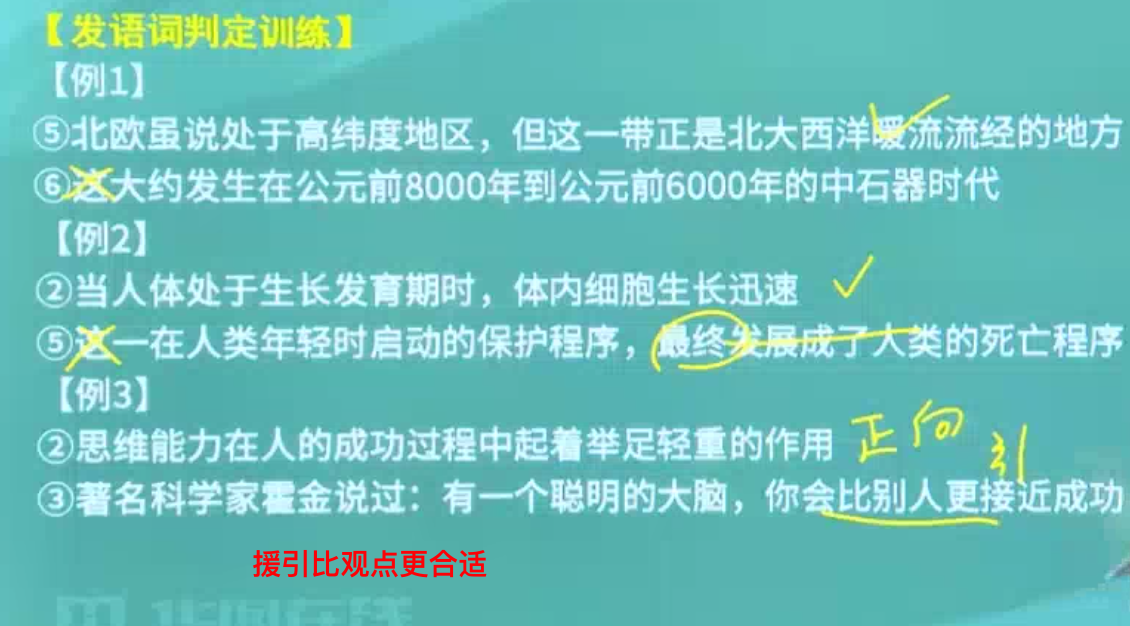 【发语词判定训练】
【例1】
⑤北欧虽说处于高纬度地区，但这一带正是北大西洋暖流流经的地方
⑥这大约发生在公元前8000年到公元前6000年的中石器时代
【例2】
②当人体处于生长发育期时，体内细胞生长迅速
⑤这一在人类年轻时启动的保护程序，最终发展成了人类的死亡程序
【例3】
②思维能力在人的成功过程中起着举足轻重的作用
正向
引
③著名科学家霍金说过：有一个聪明的大脑，你会比别人更接近成功
援引比观点更合适
华图在线